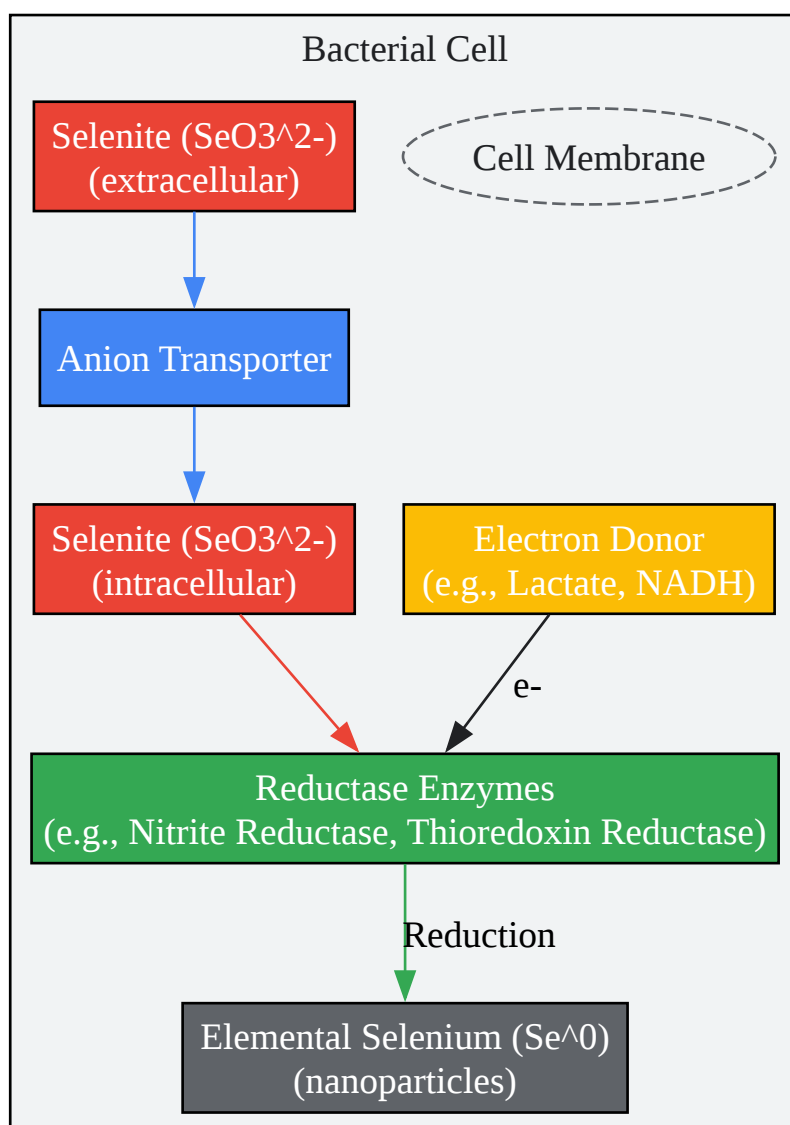 Bacterial Cell
Selenite (SeO3^2-)
(extracellular)
Cell Membrane
Anion Transporter
Selenite (SeO3^2-)
(intracellular)
Electron Donor
(e.g., Lactate, NADH)
e-
Reductase Enzymes
(e.g., Nitrite Reductase, Thioredoxin Reductase)
Reduction
Elemental Selenium (Se^0)
(nanoparticles)